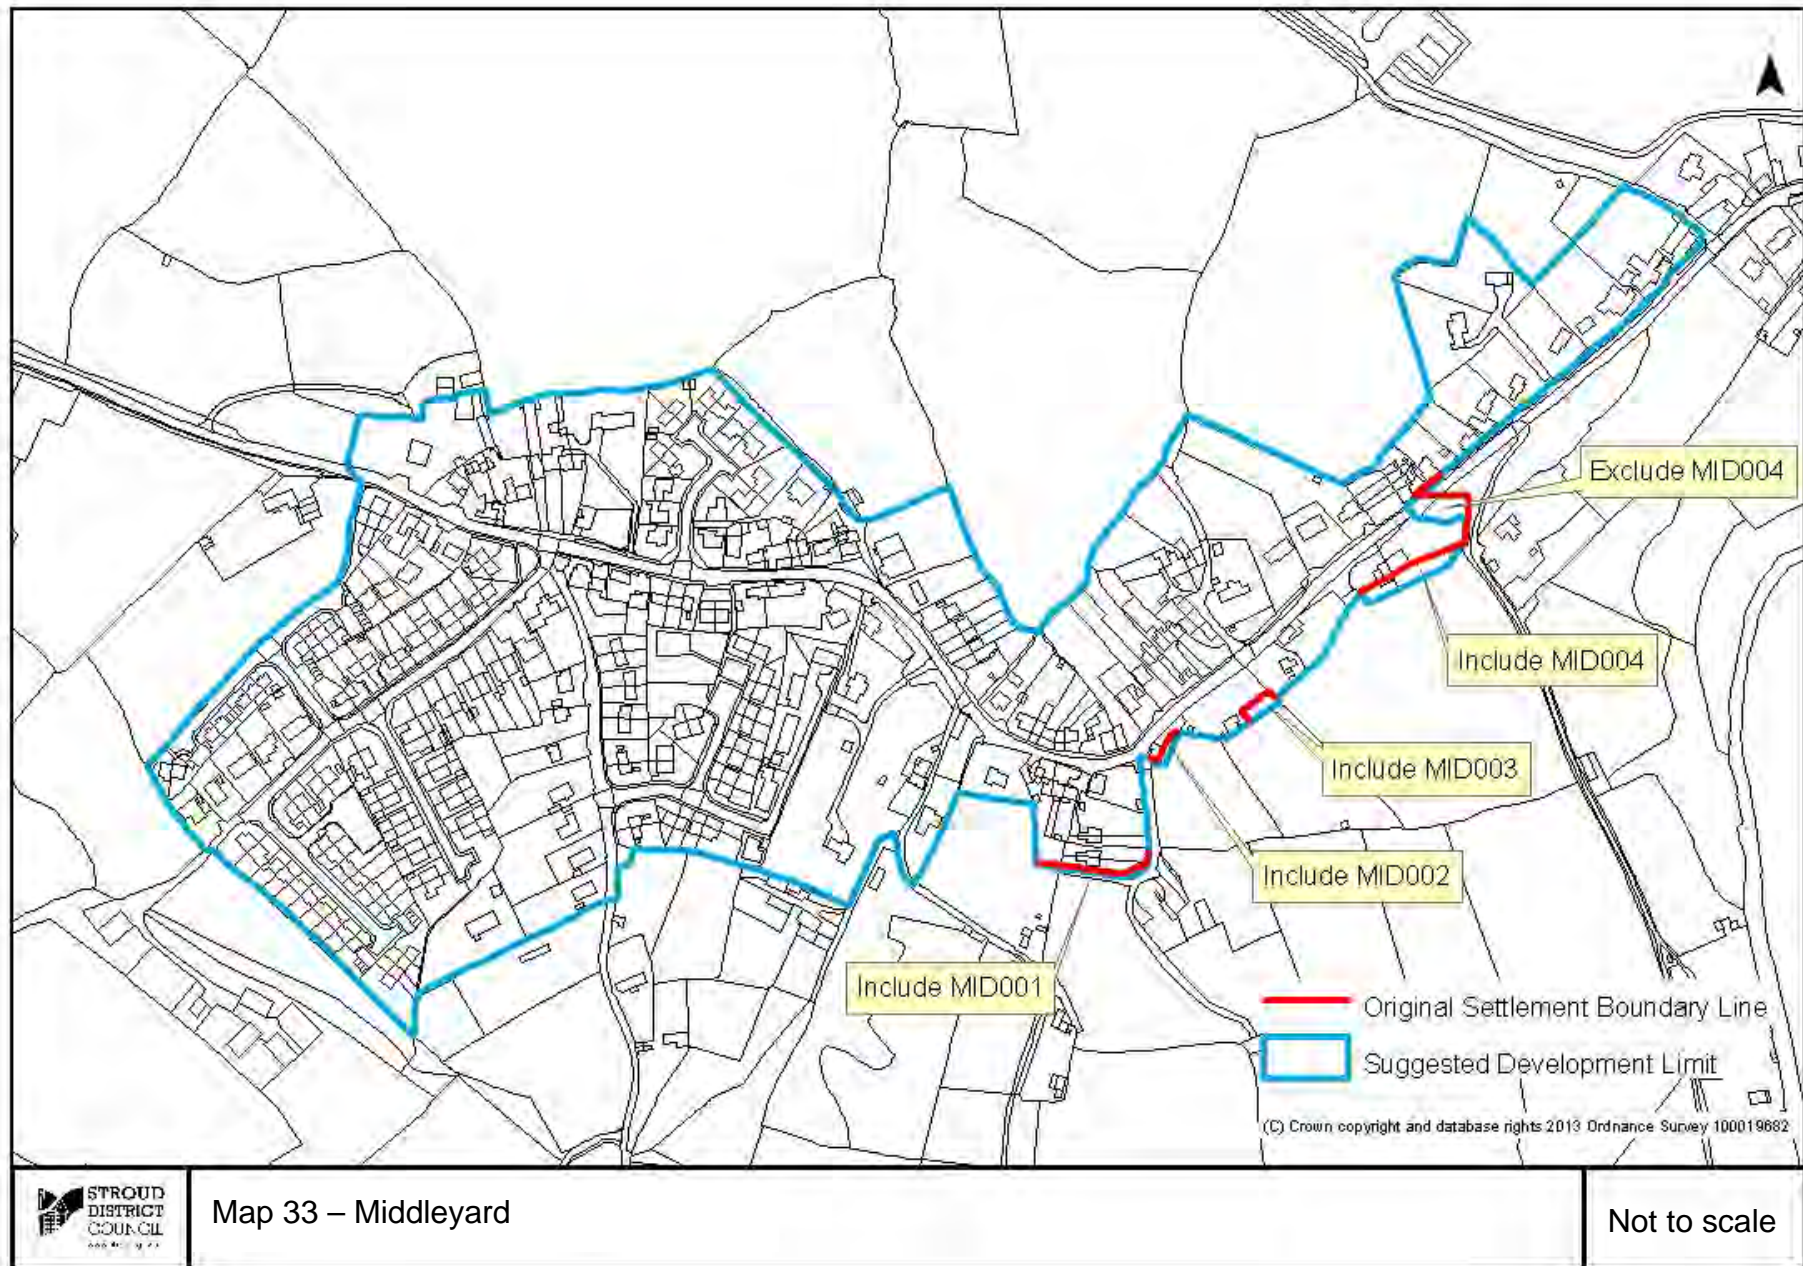 Exclude MID004
Include MID004
Include MID003
Include MID002
Include MID001
Original Settlement Boundary Line
Suggested Development Limit
(C) Crown copyright and database rights 2013 Ordnance Survey 100019682
STROUD
DISTRICT
COUNCIL
Map 33 – Middleyard
Not to scale